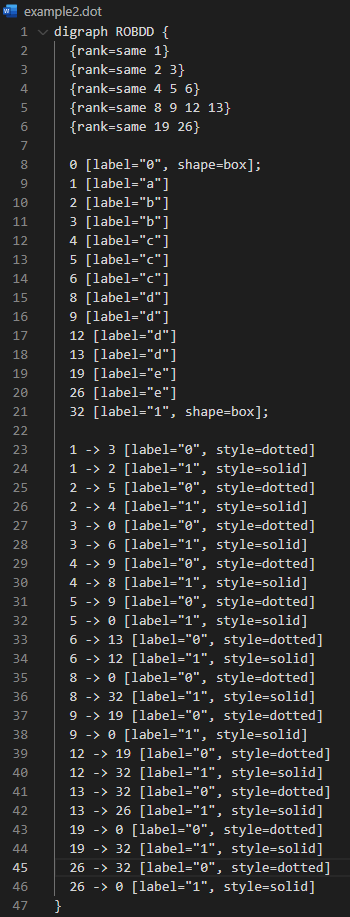 example2.dot
1 digraph ROBDD {
2 {rank=same 1}
3 {rank=same 2 3}
4 {rank=same 4 5 6}
5 {rank=same 8 9 12 13}
6 {rank=same 19 26}
7
8 0 [label="0", shape=box];
9 1 [label="a"]
10 2 [label="b"]
11 3 [label="b"]
12 4 [label="c"]
13 5 [label="c"]
14 6 [label="c"]
15 8 [label="d"]
16 9 [label="d"]
17 12 [label="d"]
18 13 [label="d"]
19 19 [label="e"]
20 26 [label="e"]
21 32 [label="1", shape=box];
22
23 1 -> 3 [label="0", style=dotted]
24 1 -> 2 [label="1", style=solid]
25 2 -> 5 [label="0", style=dotted]
26 2 -> 4 [label="1", style=solid]
27 3 -> 0 [label="0", style=dotted]
28 3 -> 6 [label="1", style=solid]
29 4 -> 9 [label="0", style=dotted]
30 4 -> 8 [label="1", style=solid]
31 5 -> 9 [label="0", style=dotted]
32 5 -> 0 [label="1", style=solid]
33 6 -> 13 [label="0", style=dotted]
34 6 -> 12 [label="1", style=solid]
35 8 -> 0 [label="0", style=dotted]
36 8 -> 32 [label="1", style=solid]
37 9 -> 19 [label="0", style=dotted]
38 9 -> 0 [label="1", style=solid]
39 12 -> 19 [label="0", style=dotted]
40 12 -> 32 [label="1", style=solid]
41 13 -> 32 [label="0", style=dotted]
42 13 -> 26 [label="1", style=solid]
43 19 -> 0 [label="0", style=dotted]
44 19 -> 32 [label="1", style=solid]
45 26 -> 32 [label="0", style=dotted]
46 26 -> 0 [label="1", style=solid]
47 }